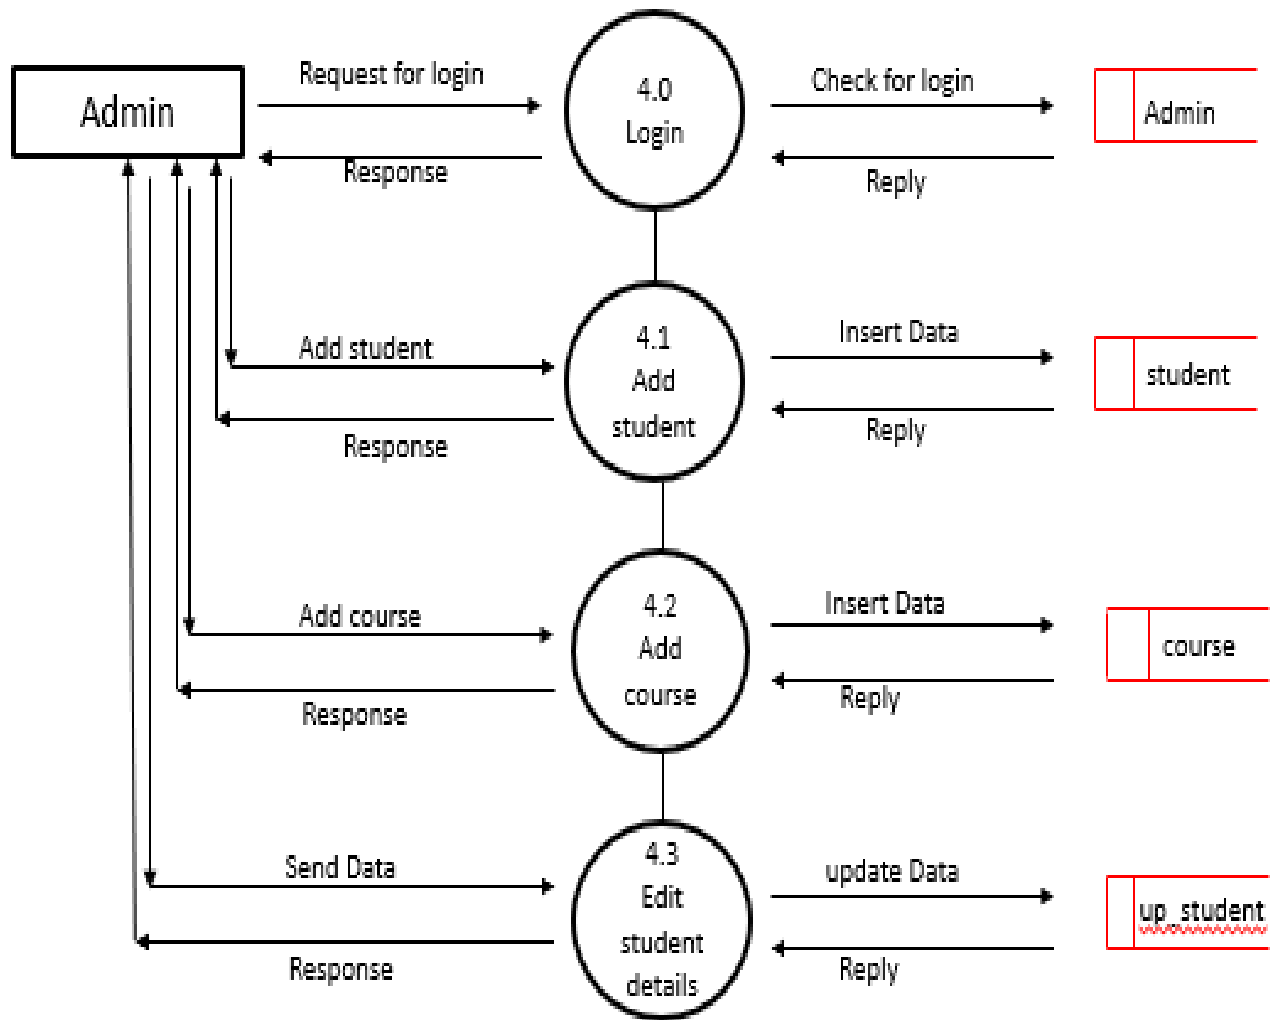 Admin
Request for login
Response
4.0
Login
Check for login
Reply
Admin
Add student
Response
4.1
Add
student
Insert Data
Reply
student
Add course
Response
4.2
Add
course
Insert Data
Reply
course
Send Data
Response
4.3
Edit
student
details
update Data
Reply
up_student